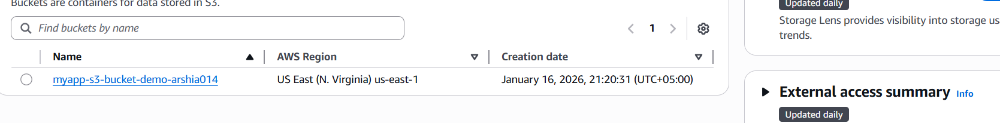 Buckets are containers for data stored in S3.
Find buckets by name
1
Name AWS Region Creation date
myapp-s3-bucket-demo-arshia014 US East (N. Virginia) us-east-1 January 16, 2026, 21:20:31 (UTC+05:00)
Updated daily
Storage Lens provides visibility into storage us
trends.
External access summary Info
Updated daily